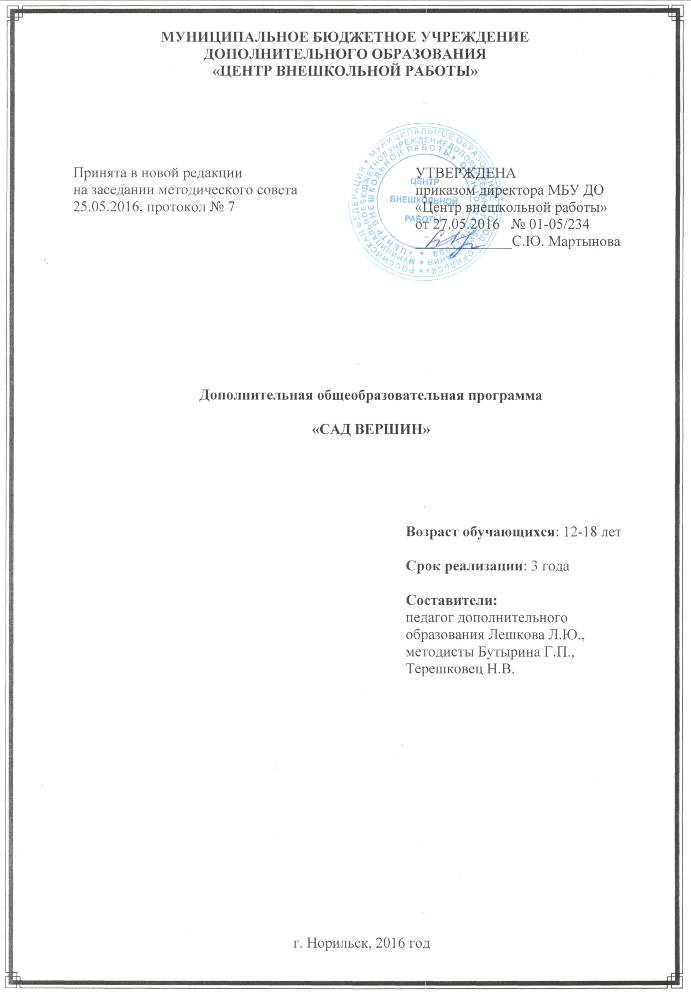 МУНИЦИПАЛЬНОЕ БЮДЖЕТНОЕ УЧРЕЖДЕНИЕ
ДОПОЛНИТЕЛЬНОГО ОБРАЗОВАНИЯ
«ЦЕНТР ВНЕШКОЛЬНОЙ РАБОТЫ»
Принята в новой редакции
на заседании методического совета
25.05.2016, протокол № 7
УТВЕРЖДЕНА
приказом директора МБУ ДО
«Центр внешкольной работы»
от 27.05.2016 № 01-05/234
С.Ю. Мартынова
ЦЕНТР
ВНЕШКОЛЬНОЙ
РАБОТЫ
Дополнительная общеобразовательная программа
«САД ВЕРШИН»
Возраст обучающихся: 12-18 лет
Срок реализации: 3 года
Составители:
педагог дополнительного
образования Лешкова Л.Ю.,
методисты Бутырина Г.П.,
Терешковец Н.В.
г. Норильск, 2016 год